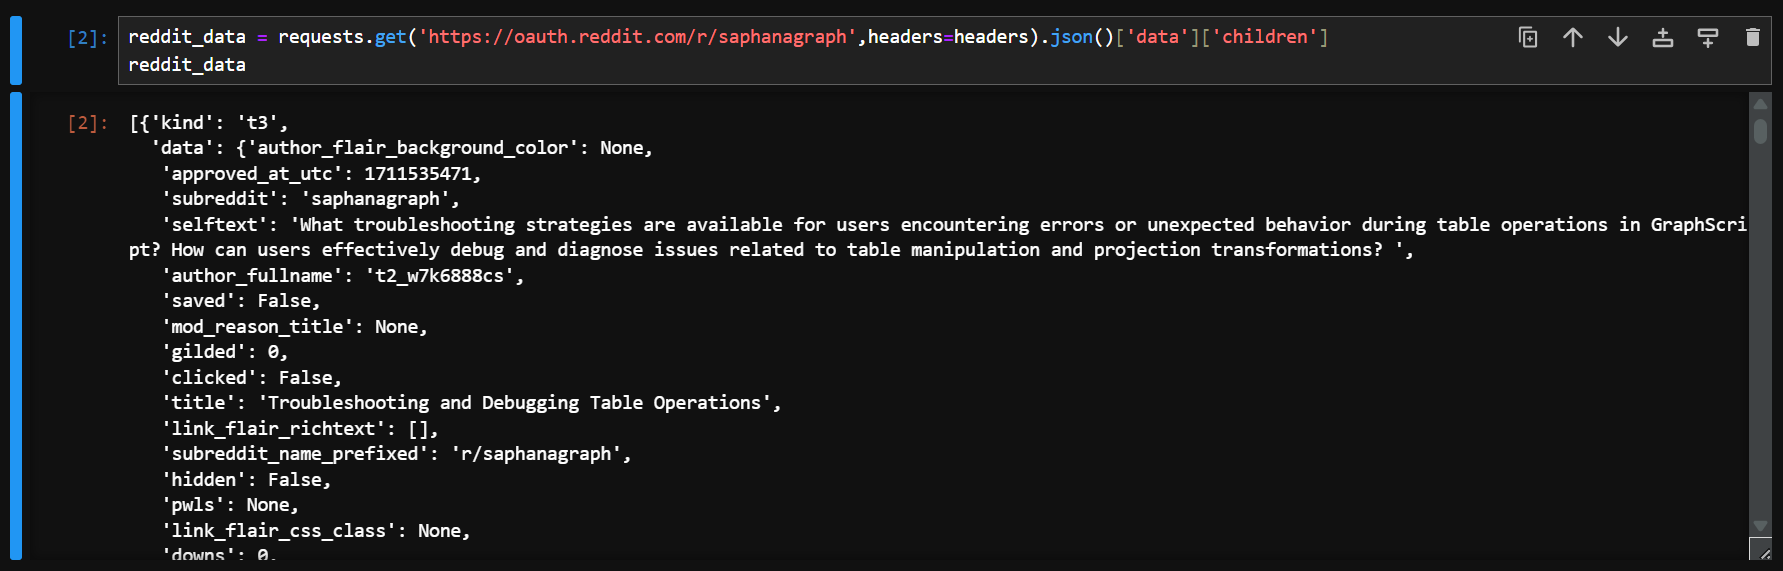 [2]: reddit_data = requests.get('https://oauth.reddit.com/r/saphanagraph',headers=headers).json()['data']['children']
reddit_data
[2]: [{'kind': 't3',
'data': {'author_flair_background_color': None,
'approved_at_utc': 1711535471,
'subreddit': 'saphanagraph',
'selftext': 'What troubleshooting strategies are available for users encountering errors or unexpected behavior during table operations in GraphScri
pt? How can users effectively debug and diagnose issues related to table manipulation and projection transformations? ',
'author_fullname': 't2_w7k6888cs',
'saved': False,
'mod_reason_title': None,
'gilded': 0,
'clicked': False,
'title': 'Troubleshooting and Debugging Table Operations',
'link_flair_richtext': [],
'subreddit_name_prefixed': 'r/saphanagraph',
'hidden': False,
'pwls': None,
'link_flair_css_class': None,
'downs': 0,